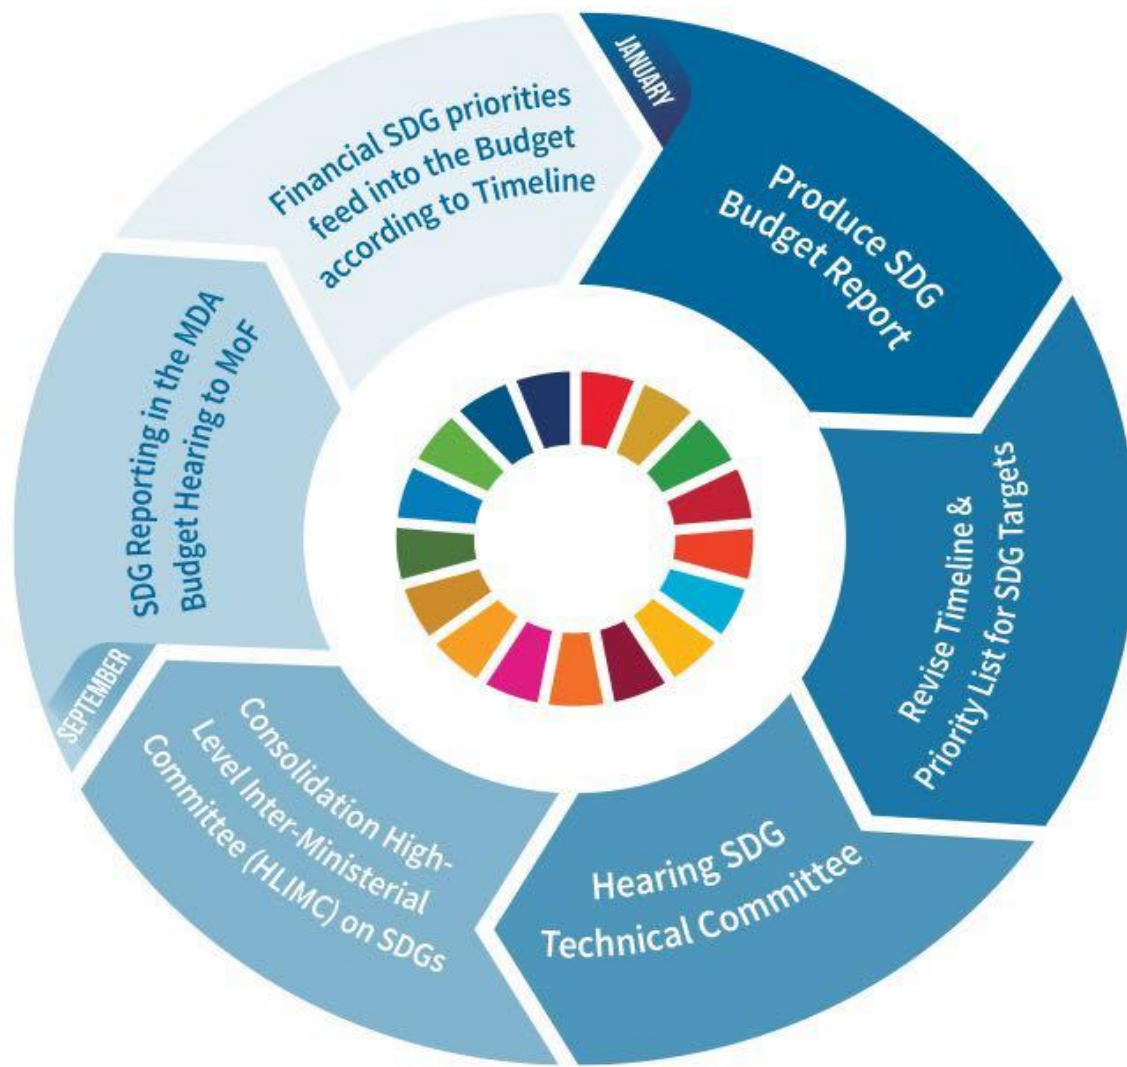 JANUARY
Produce SDG
Budget Report
Revise Timeline &
Priority List for SDG Targets
Hearing SDG
Technical Committee
Consolidation High-
Level Inter-Ministerial
Committee (HLIMC) on SDGs
SEPTEMBER
SDG Reporting in the MDA
Budget Hearing to MoF
Financial SDG priorities
feed into the Budget
according to Timeline